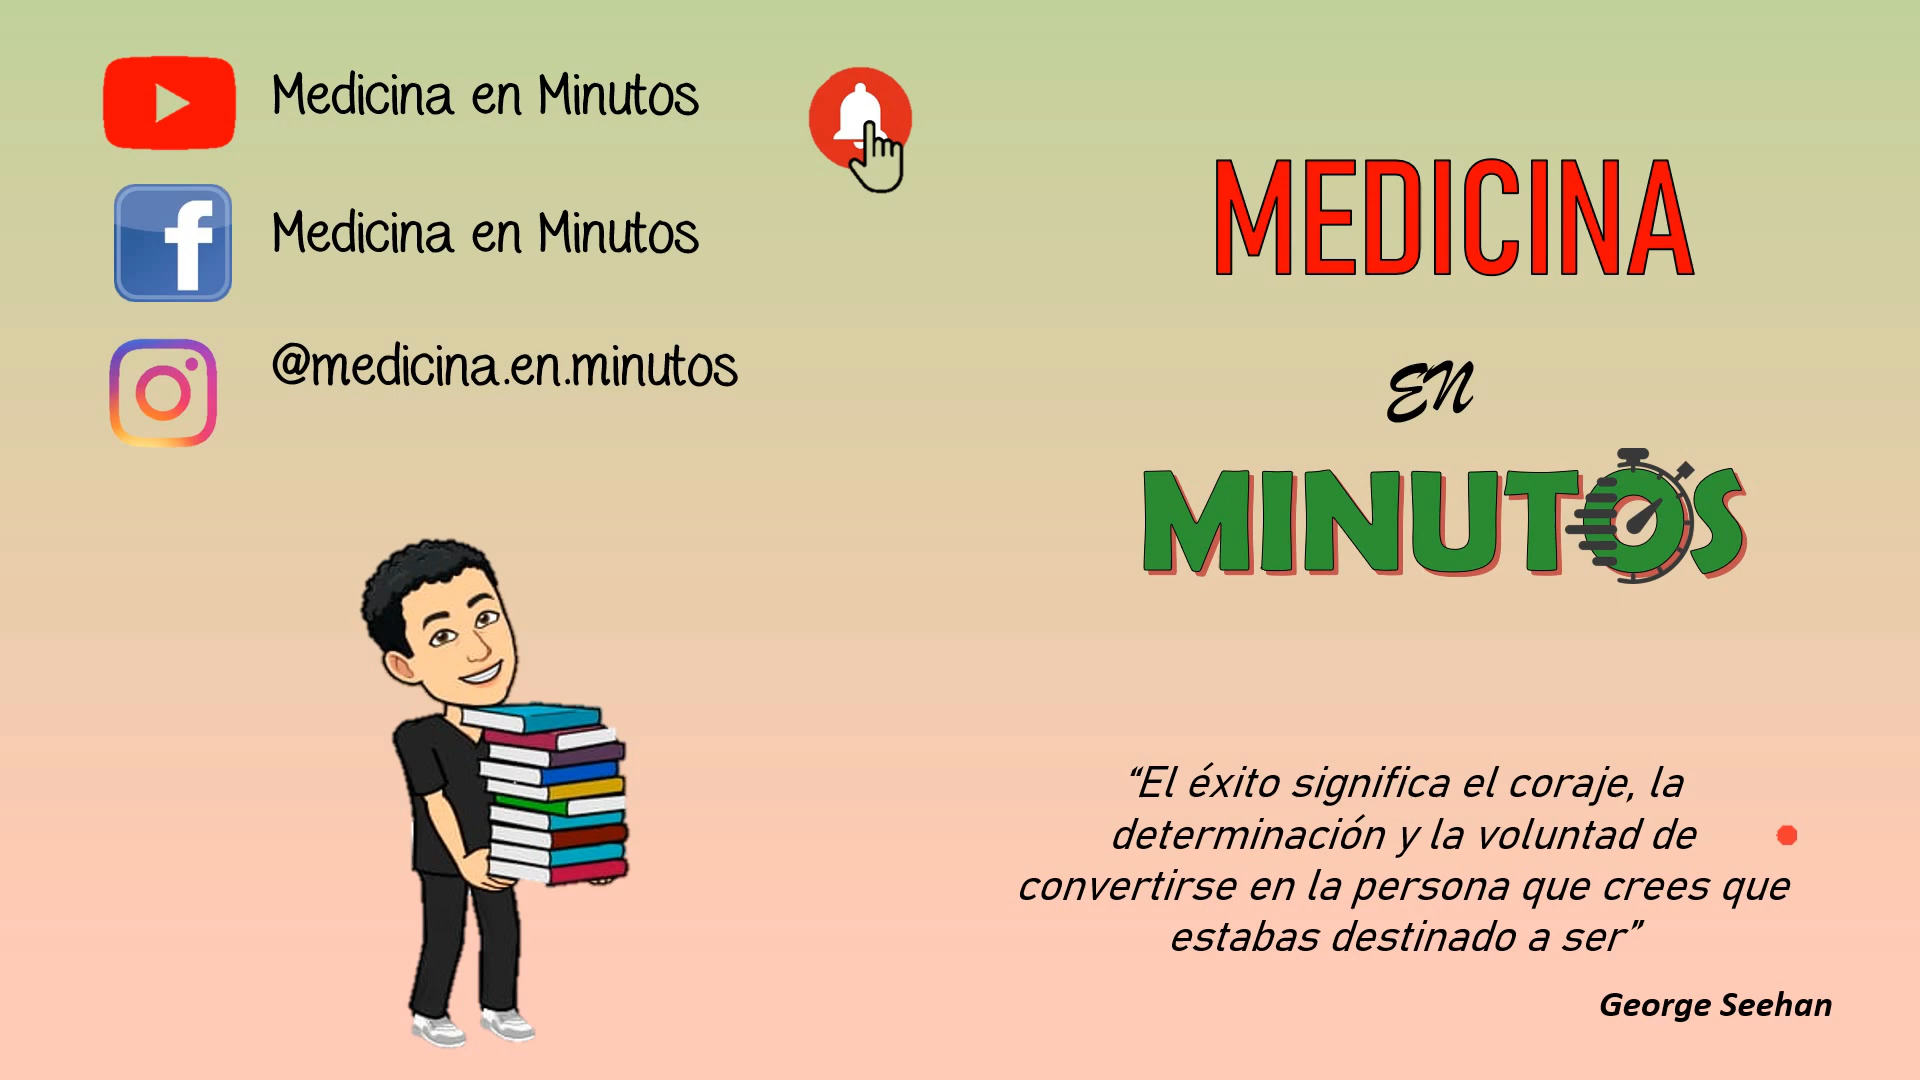 Medicina en Minutos
Medicina en Minutos
@medicina.en.minutos
MEDICINA
EN
MINUTOS
“El éxito significa el coraje, la
determinación y la voluntad de
convertirse en la persona que crees que
estabas destinado a ser”
George Seehan